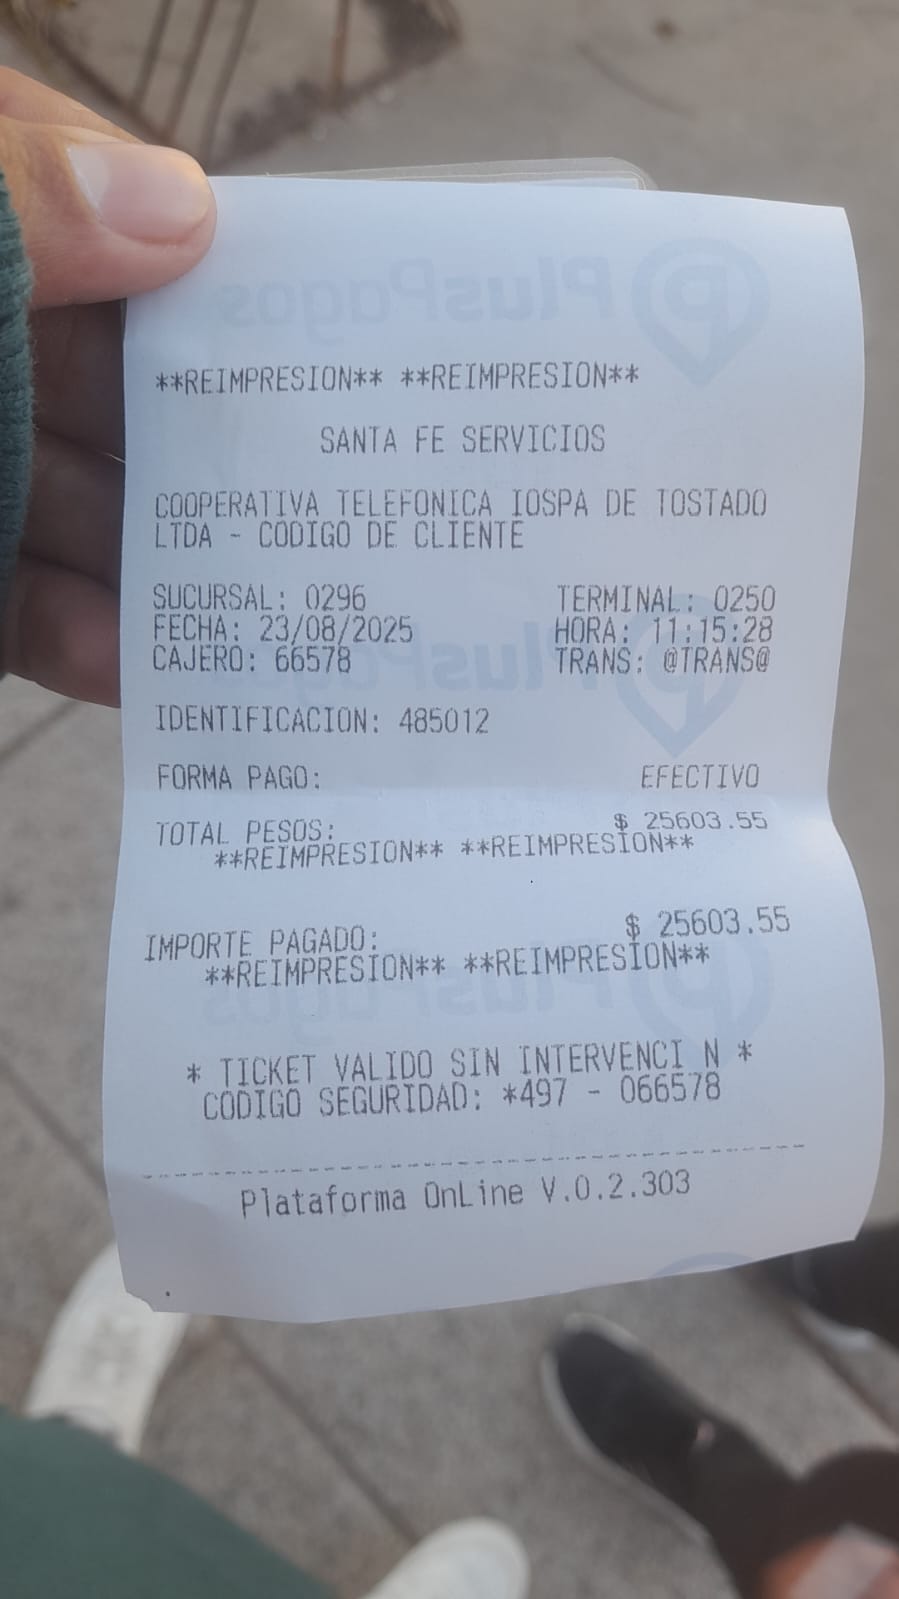 **REIMPRESION** **REIMPRESION**
SANTA FE SERVICIOS
COOPERATIVA TELEFONICA IOSPA DE TOSTADO
LTDA - CODIGO DE CLIENTE
SUCURSAL: 0296 TERMINAL: 0250
FECHA: 23/08/2025 HORA: 11:15:28
CAJERO: 66578 TRANS: @TRANS@
IDENTIFICACION: 485012
FORMA PAGO: EFECTIVO
TOTAL PESOS: $ 25603.55
**REIMPRESION** **REIMPRESION**
IMPORTE PAGADO: $ 25603.55
**REIMPRESION** **REIMPRESION**
* TICKET VALIDO SIN INTERVENCI N *
CODIGO SEGURIDAD: *497 - 066578
Plataforma OnLine V.0.2.303
PlusPagos
PlusPagos
PlusPagos